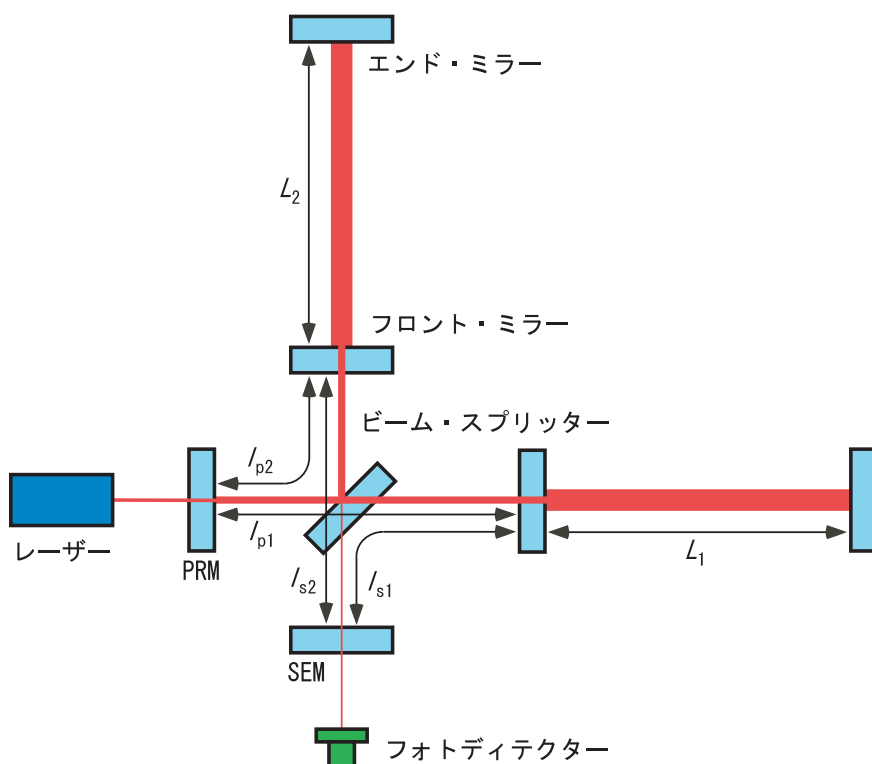 エンド・ミラー
L2
フロント・ミラー
ビーム・スプリッター
lp2
lp1
レーザー
PRM
L1
ls2
ls1
SEM
フォトディテクター